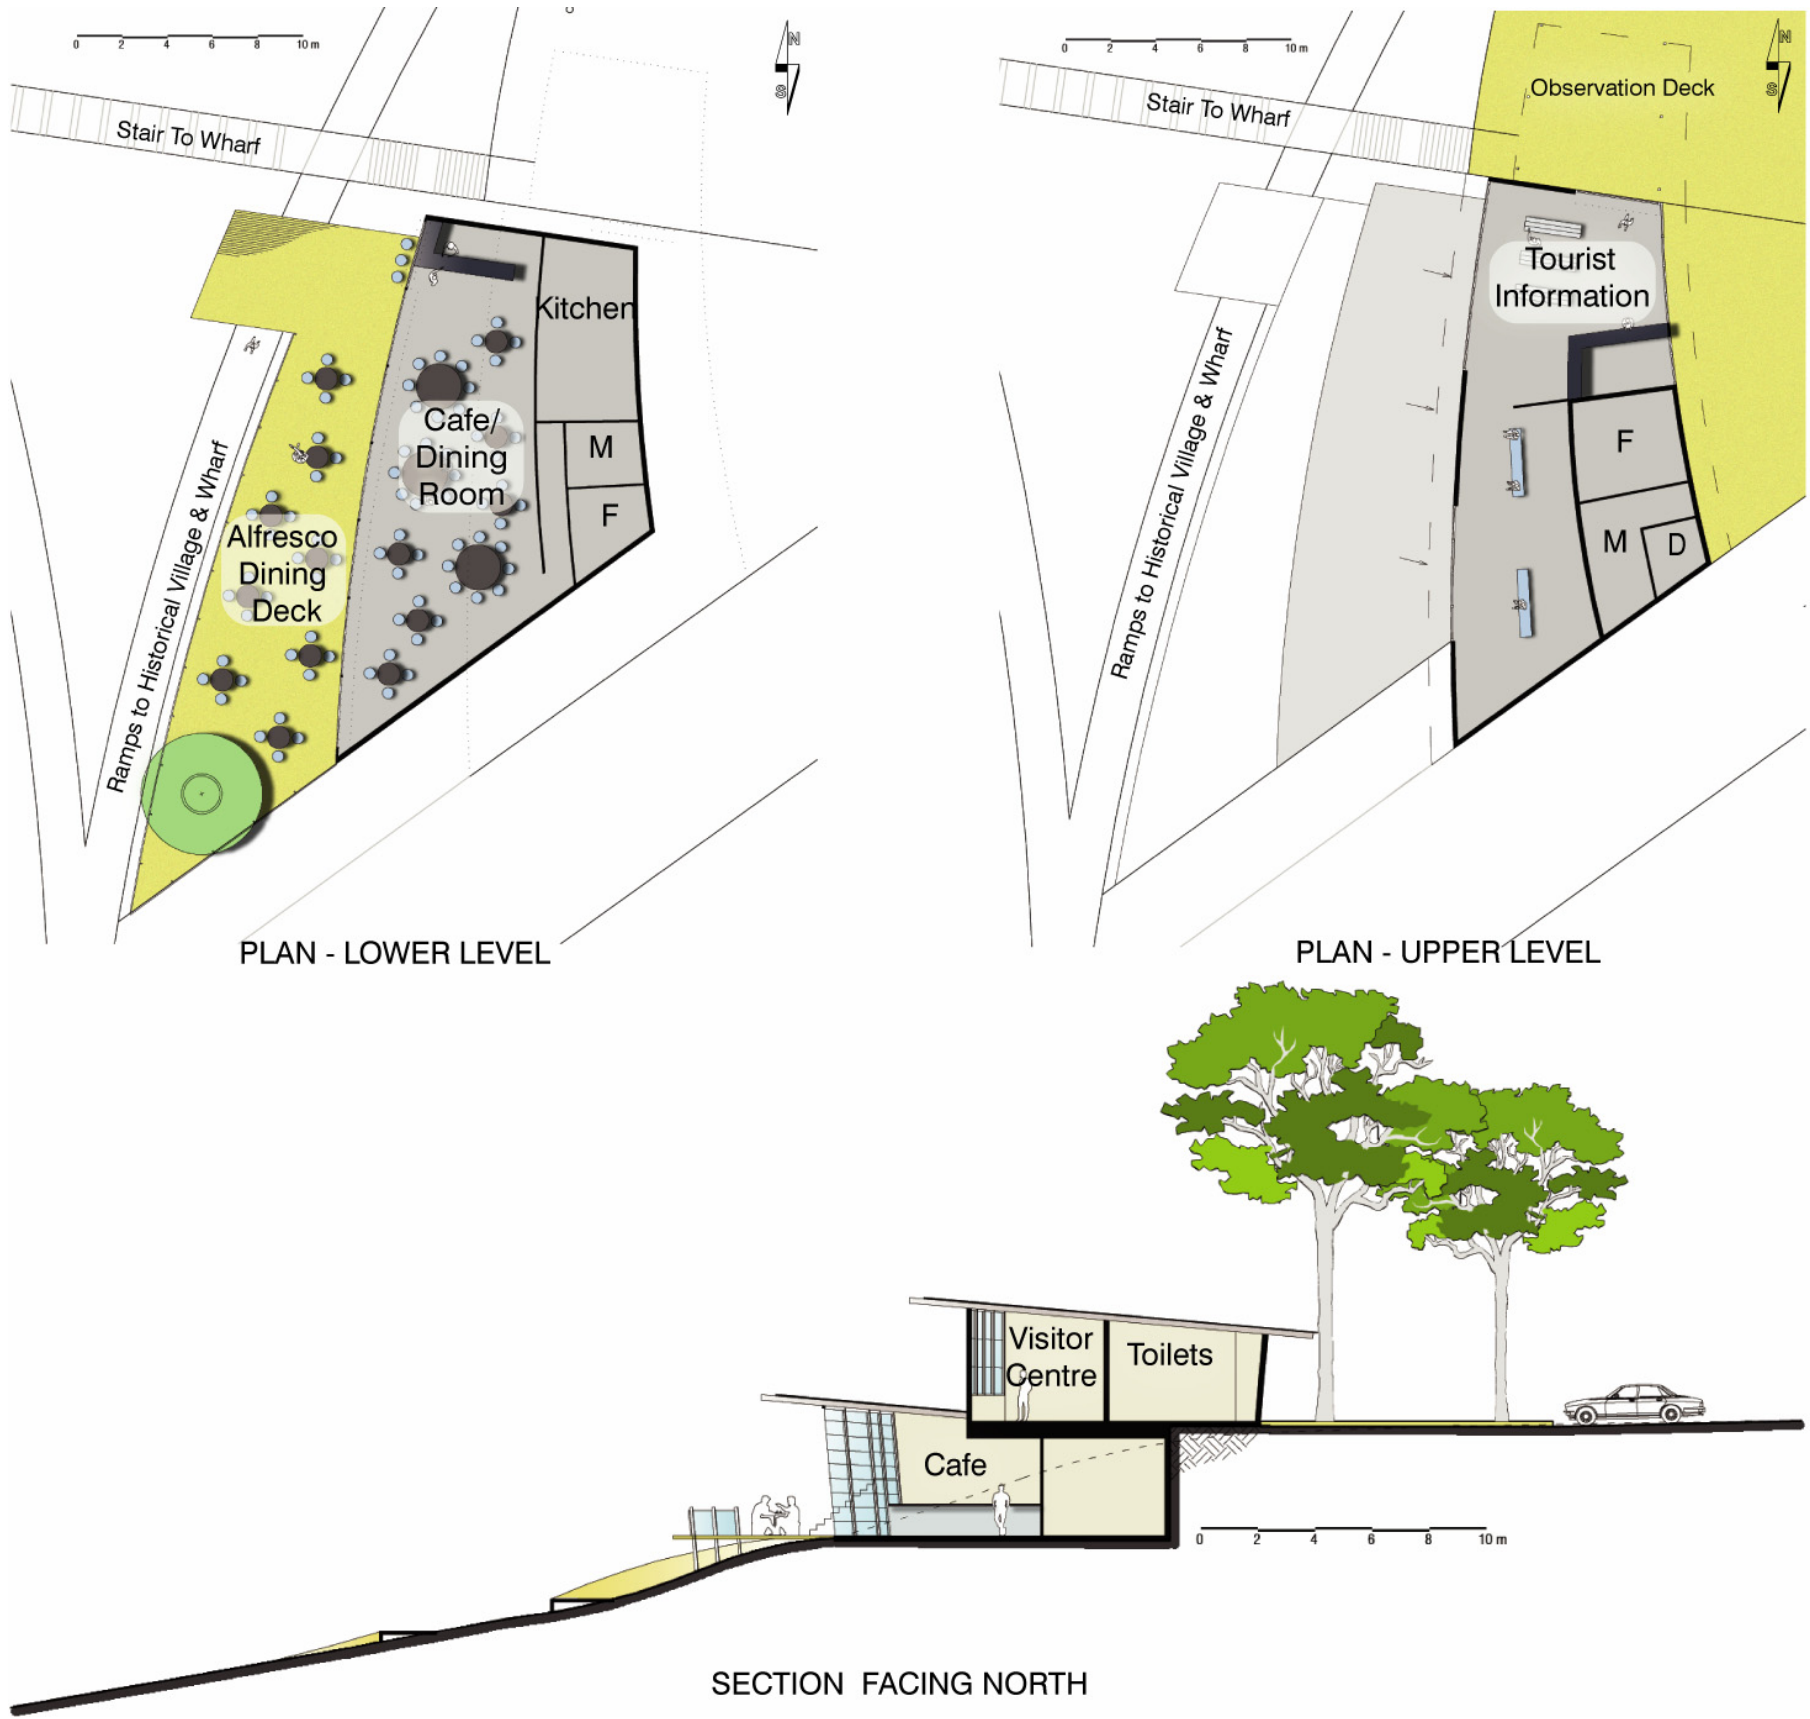 0 2 4 6 8 10 m
N
S
Stair To Wharf
Kitchen
Cafe/
Dining
Room
M
F
Alfresco
Dining
Deck
Ramps to Historical Village & Wharf
PLAN - LOWER LEVEL
0 2 4 6 8 10 m
N
S
Observation Deck
Stair To Wharf
Tourist
Information
F
M
D
Ramps to Historical Village & Wharf
PLAN - UPPER LEVEL
Visitor
Centre
Toilets
Cafe
0 2 4 6 8 10 m
SECTION FACING NORTH